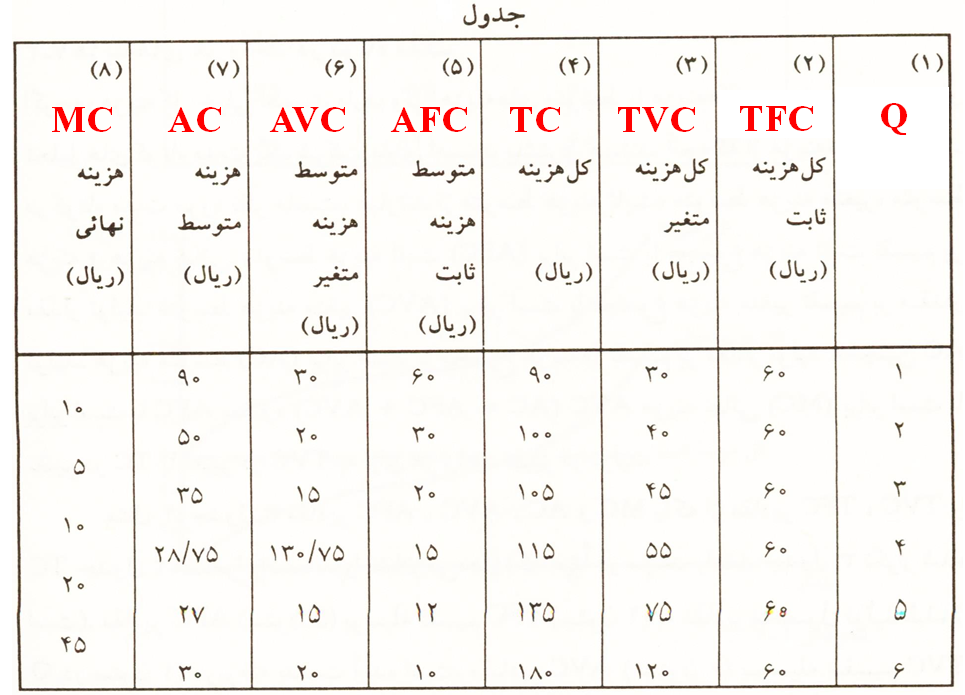 جدول
(۱) (۲) (۳) (۴) (۵) (۶) (۷) (۸)
Q TFC TVC TC AFC AVC AC MC
کل هزینه کل هزینه کل هزینه متوسط متوسط هزینه هزینه
ثابت متغیر هزینه هزینه متوسط نهائی
(ریال) (ریال) (ریال) ثابت متغیر (ریال) (ریال)
(ریال) (ریال)
۱ ۶۰ ۳۰ ۹۰ ۶۰ ۳۰ ۹۰
۱۰
۲ ۶۰ ۴۰ ۱۰۰ ۳۰ ۲۰ ۵۰
۵
۳ ۶۰ ۴۵ ۱۰۵ ۲۰ ۱۵ ۳۵
۱۰
۴ ۶۰ ۵۵ ۱۱۵ ۱۵ ۱۳۰/۷۵ ۲۸/۷۵
۲۰
۵ ۶۰ ۷۵ ۱۳۵ ۱۲ ۱۵ ۲۷
۴۵
۶ ۶۰ ۱۲۰ ۱۸۰ ۱۰ ۲۰ ۳۰